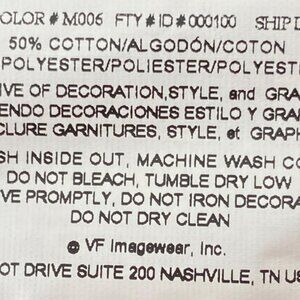 OLOR # M006 FTY # ID # 000100 SHIP D
50% COTTON/ALGODÓN/COTON
POLYESTER/POLIESTER/POLYEST
IVE OF DECORATION, STYLE, and GRA
ENDO DECORACIONES ESTILO Y GRA
CLURE GARNITURES, STYLE, et GRAPH
SH INSIDE OUT, MACHINE WASH CO
DO NOT BLEACH, TUMBLE DRY LOW
VE PROMPTLY, DO NOT IRON DECORA
DO NOT DRY CLEAN
© VF Imagewear, Inc.
OT DRIVE SUITE 200 NASHVILLE, TN US